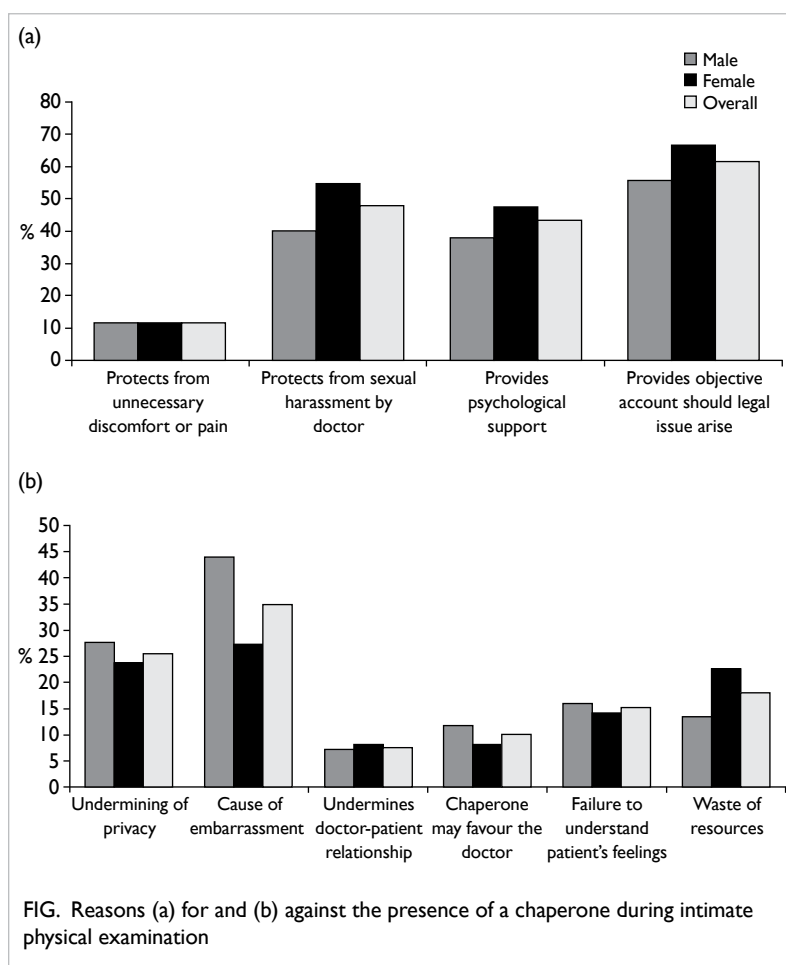 (a)
Male
Female
Overall
80
70
60
50
%
40
30
20
10
0
Protects from
unnecessary
discomfort or pain
Protects from sexual
harassment by
doctor
Provides
psychological
support
Provides objective
account should legal
issue arise
(b)
50
45
40
35
30
%
25
20
15
10
5
0
Undermining of
privacy
Cause of
embarrassment
Undermines
doctor-patient
relationship
Chaperone
may favour the
doctor
Failure to
understand
patient's feelings
Waste of
resources
FIG. Reasons (a) for and (b) against the presence of a chaperone during intimate
physical examination